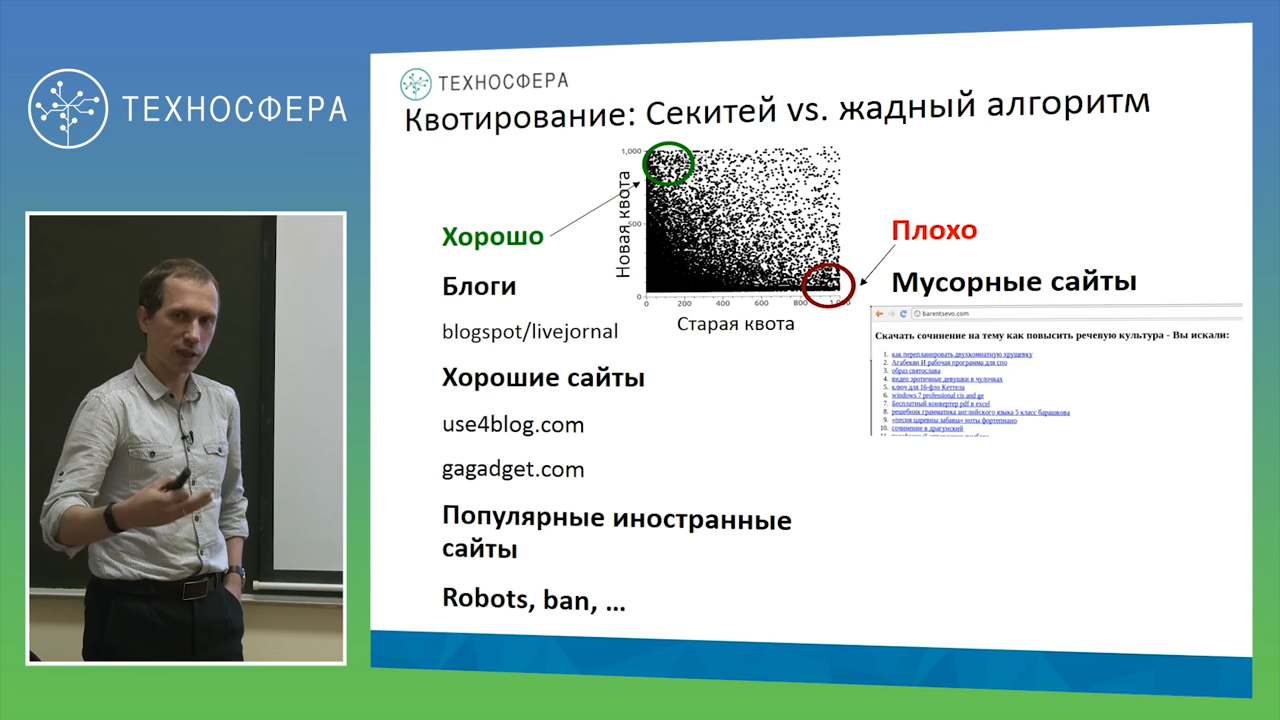 ТЕХНОСФЕРА
ТЕХНОСФЕРА
Квотирование: Секитей vs. жадный алгоритм
1,000
500
0
Новая квота
0 200 400 600 800
Старая квота
Хорошо
Блоги
blogspot/livejornal
Хорошие сайты
use4blog.com
gagadget.com
Популярные иностранные
сайты
Robots, ban, ...
Плохо
Мусорные сайты
barentsevo.com
Скачать сочинение на тему как повысить речевую культура - Вы искали:
1. как перепланировать двухкомнатную хрущевку
2. Агабекян И рабочая программа для спо
3. образ святослава
4. видео эротичные девушки в чулочках
5. ключ для 16-фло Кеттела
6. windows 7 professional cis and ge
7. Бесплатный конвертер pdf в excel
8. решебник грамматика английского языка 5 класс барашкова
9. «песня царевны забавы» ноты фортепиано
10. сочинение в драгунский